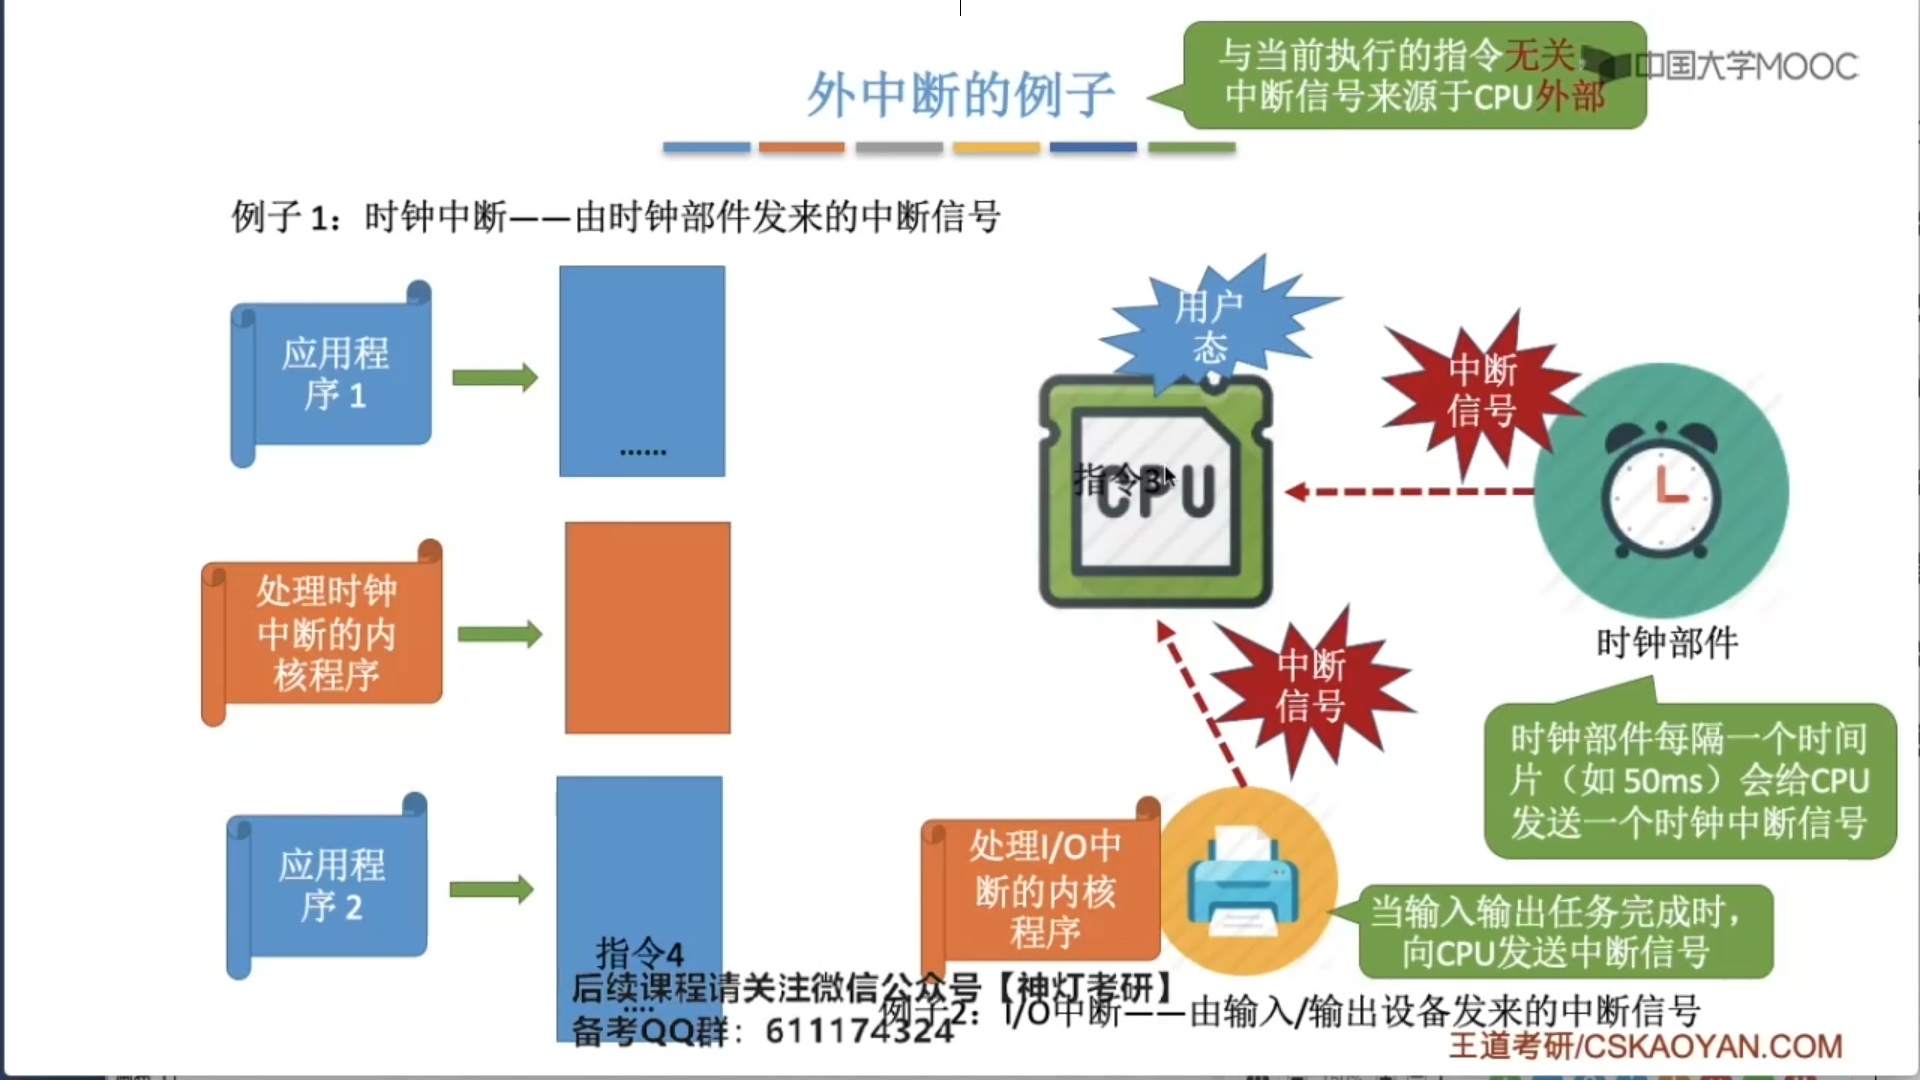 与当前执行的指令无关
中断信号来源于CPU外部
中国大学MOOC
外中断的例子
例子 1：时钟中断——由时钟部件发来的中断信号
应用程
序 1
......
用户
态
中断
信号
指令3
CPU
处理时钟
中断的内
核程序
时钟部件
中断
信号
时钟部件每隔一个时间
片（如 50ms）会给CPU
发送一个时钟中断信号
应用程
序 2
指令4
....
处理I/O中
断的内核
程序
当输入输出任务完成时，
向CPU发送中断信号
后续课程请关注微信公众号【神灯考研】
例子2：I/O中断——由输入/输出设备发来的中断信号
备考QQ群：611174324
王道考研/CSKAOYAN.COM